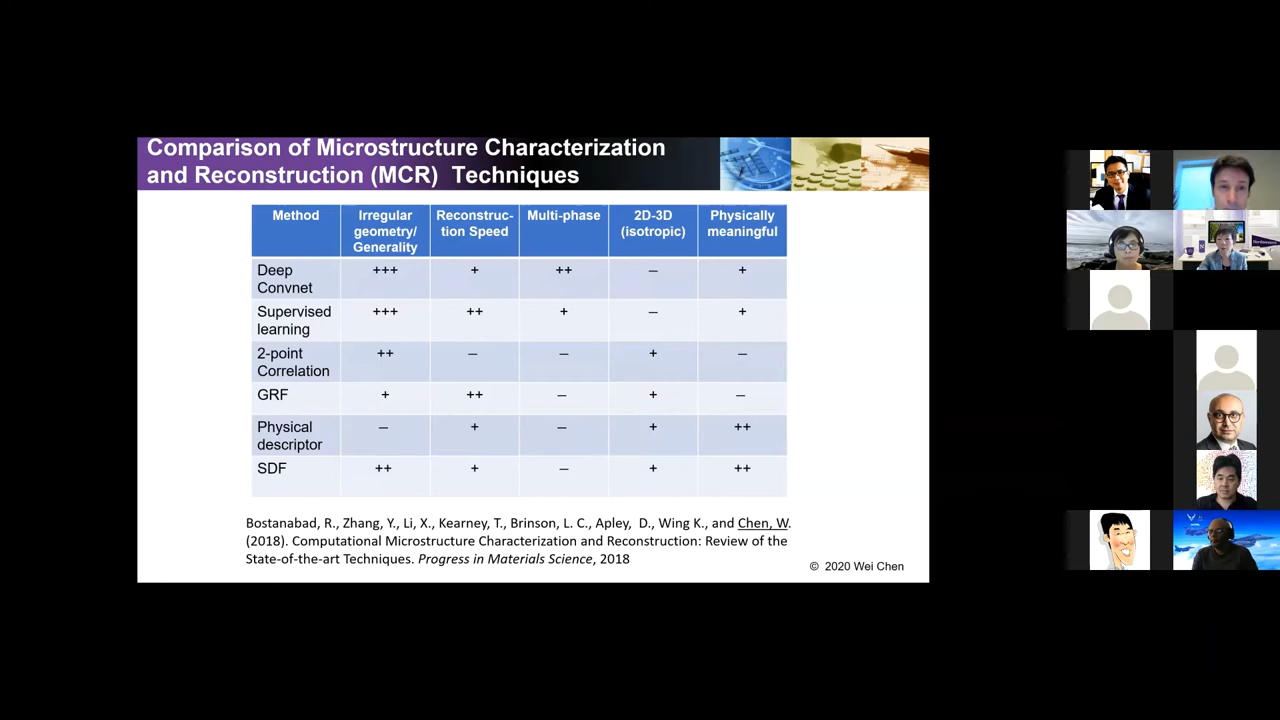 Comparison of Microstructure Characterization
and Reconstruction (MCR) Techniques
Method
Irregular
geometry/
Generality
Reconstruc-
tion Speed
Multi-phase
2D-3D
(isotropic)
Physically
meaningful
Deep
Convnet
+++
+
++
–
+
Supervised
learning
+++
++
+
–
+
2-point
Correlation
++
–
–
+
–
GRF
+
++
–
+
–
Physical
descriptor
–
+
–
+
++
SDF
++
+
–
+
++
Bostanabad, R., Zhang, Y., Li, X., Kearney, T., Brinson, L. C., Apley, D., Wing K., and Chen, W.
(2018). Computational Microstructure Characterization and Reconstruction: Review of the
State-of-the-art Techniques. Progress in Materials Science, 2018
© 2020 Wei Chen